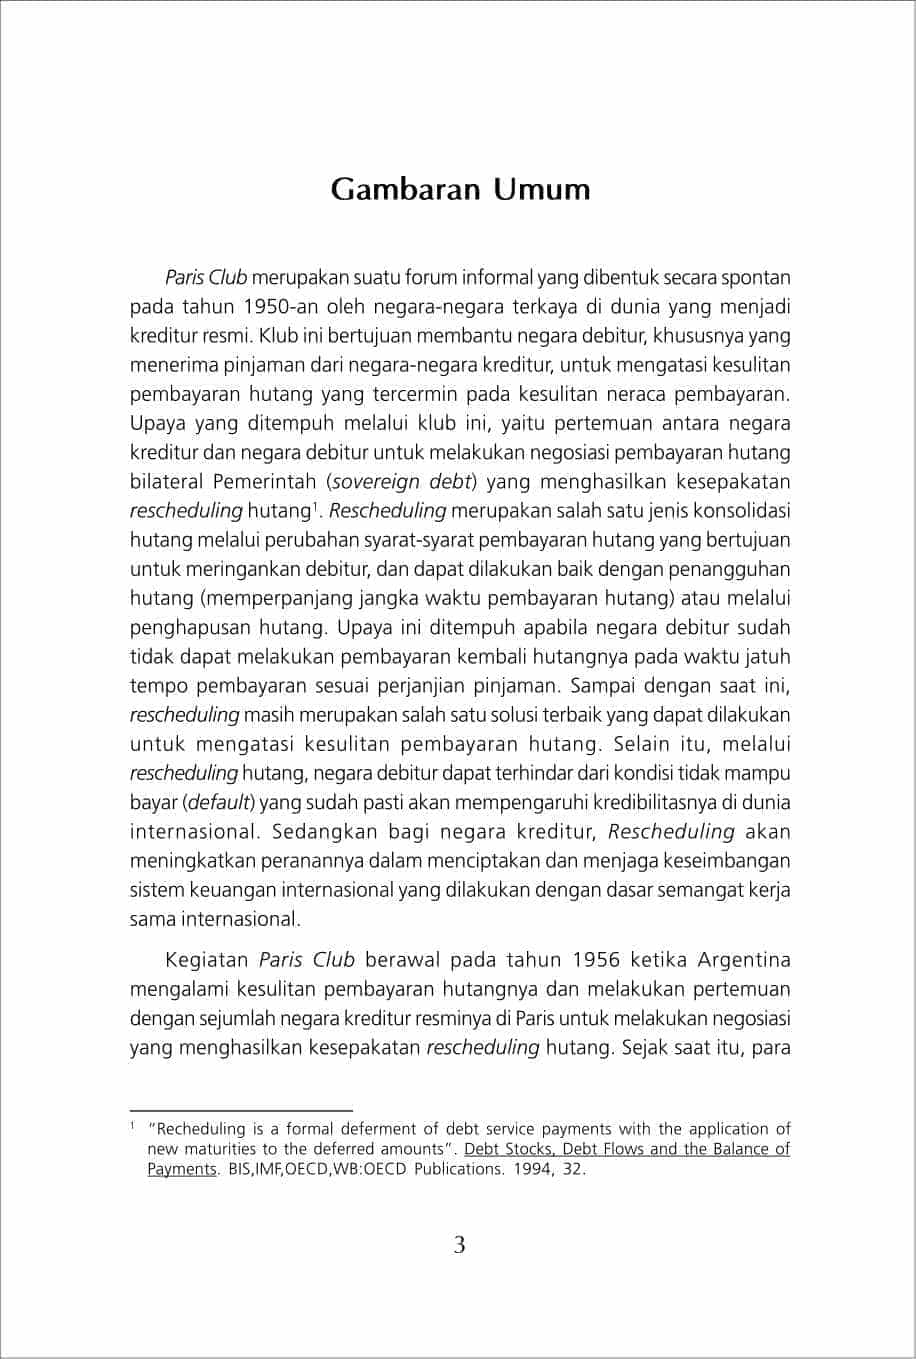 Gambaran Umum
Paris Club merupakan suatu forum informal yang dibentuk secara spontan
pada tahun 1950-an oleh negara-negara terkaya di dunia yang menjadi
kreditur resmi. Klub ini bertujuan membantu negara debitur, khususnya yang
menerima pinjaman dari negara-negara kreditur, untuk mengatasi kesulitan
pembayaran hutang yang tercermin pada kesulitan neraca pembayaran.
Upaya yang ditempuh melalui klub ini, yaitu pertemuan antara negara
kreditur dan negara debitur untuk melakukan negosiasi pembayaran hutang
bilateral Pemerintah (sovereign debt) yang menghasilkan kesepakatan
rescheduling hutang¹. Rescheduling merupakan salah satu jenis konsolidasi
hutang melalui perubahan syarat-syarat pembayaran hutang yang bertujuan
untuk meringankan debitur, dan dapat dilakukan baik dengan penangguhan
hutang (memperpanjang jangka waktu pembayaran hutang) atau melalui
penghapusan hutang. Upaya ini ditempuh apabila negara debitur sudah
tidak dapat melakukan pembayaran kembali hutangnya pada waktu jatuh
tempo pembayaran sesuai perjanjian pinjaman. Sampai dengan saat ini,
rescheduling masih merupakan salah satu solusi terbaik yang dapat dilakukan
untuk mengatasi kesulitan pembayaran hutang. Selain itu, melalui
rescheduling hutang, negara debitur dapat terhindar dari kondisi tidak mampu
bayar (default) yang sudah pasti akan mempengaruhi kredibilitasnya di dunia
internasional. Sedangkan bagi negara kreditur, Rescheduling akan
meningkatkan peranannya dalam menciptakan dan menjaga keseimbangan
sistem keuangan internasional yang dilakukan dengan dasar semangat kerja
sama internasional.
Kegiatan Paris Club berawal pada tahun 1956 ketika Argentina
mengalami kesulitan pembayaran hutangnya dan melakukan pertemuan
dengan sejumlah negara kreditur resminya di Paris untuk melakukan negosiasi
yang menghasilkan kesepakatan rescheduling hutang. Sejak saat itu, para
¹ "Recheduling is a formal deferment of debt service payments with the application of
new maturities to the deferred amounts". Debt Stocks, Debt Flows and the Balance of
Payments. BIS,IMF,OECD,WB:OECD Publications. 1994, 32.
3